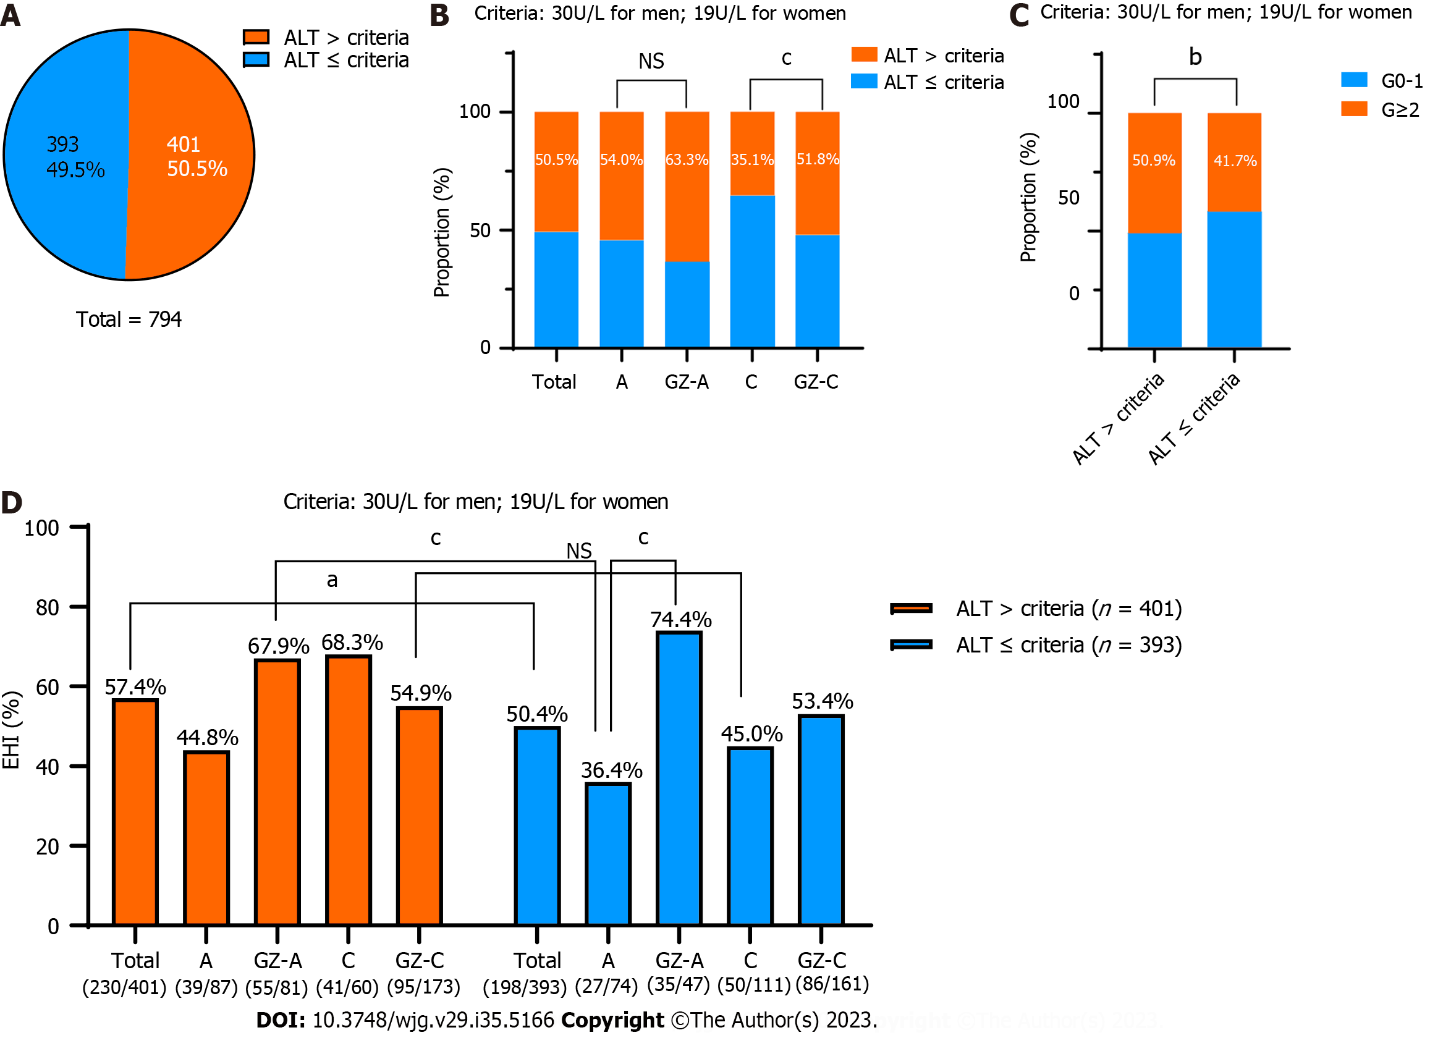 A
ALT > criteria
ALT ≤ criteria
393
49.5%
401
50.5%
Total = 794
B
Criteria: 30U/L for men; 19U/L for women
ALT > criteria
ALT ≤ criteria
NS
c
Proportion (%)
100
50
0
50.5%
54.0%
63.3%
35.1%
51.8%
Total
A
GZ-A
C
GZ-C
C
Criteria: 30U/L for men; 19U/L for women
b
G0-1
G≥2
Proportion (%)
100
50
0
50.9%
41.7%
ALT > criteria
ALT ≤ criteria
D
Criteria: 30U/L for men; 19U/L for women
EHI (%)
100
80
60
40
20
0
c
NS
c
a
57.4%
44.8%
67.9%
68.3%
54.9%
50.4%
36.4%
74.4%
45.0%
53.4%
ALT > criteria (n = 401)
ALT ≤ criteria (n = 393)
Total A GZ-A C GZ-C Total A GZ-A C GZ-C
(230/401) (39/87) (55/81) (41/60) (95/173) (198/393) (27/74) (35/47) (50/111) (86/161)
DOI: 10.3748/wjg.v29.i35.5166 Copyright ©The Author(s) 2023.